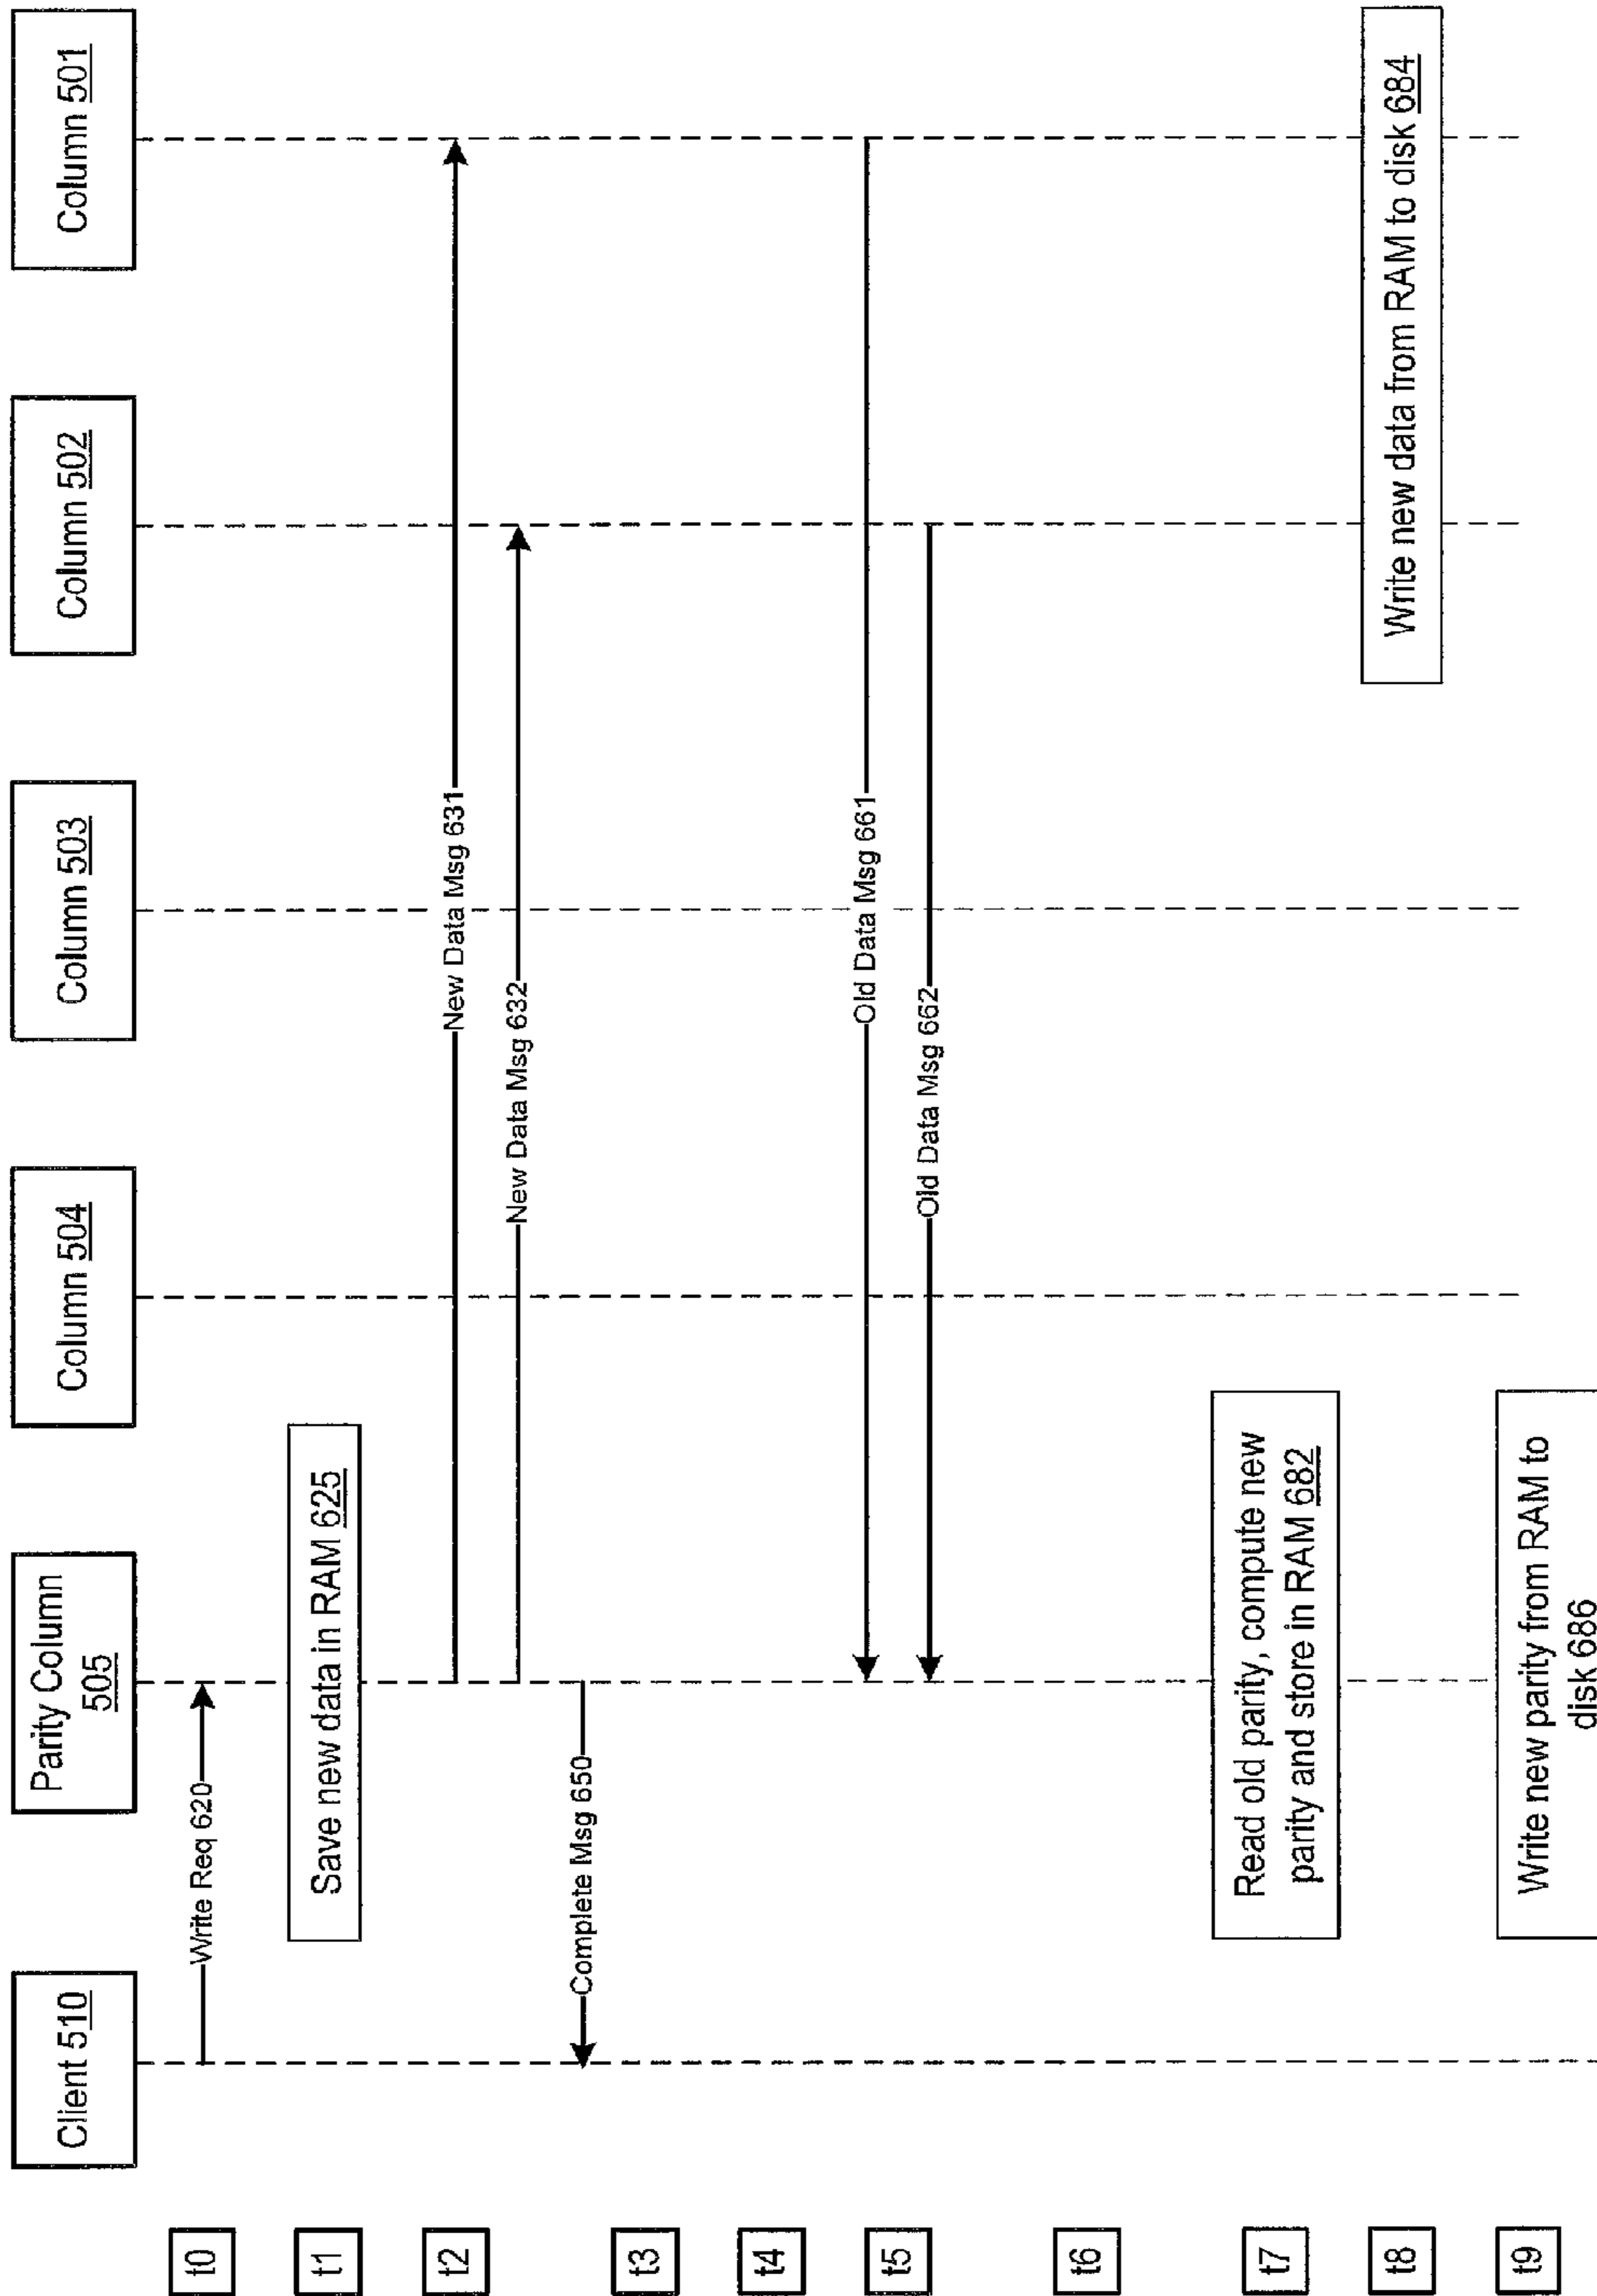 Client 510
Parity Column
505
Column 504
Column 503
Column 502
Column 501
t0
Write Req 620
t1
Save new data in RAM 625
t2
New Data Msg 631
New Data Msg 632
Complete Msg 650
t3
t4
t5
Old Data Msg 661
Old Data Msg 662
t6
t7
Read old parity, compute new
parity and store in RAM 682
t8
Write new data from RAM to disk 684
t9
Write new parity from RAM to
disk 686